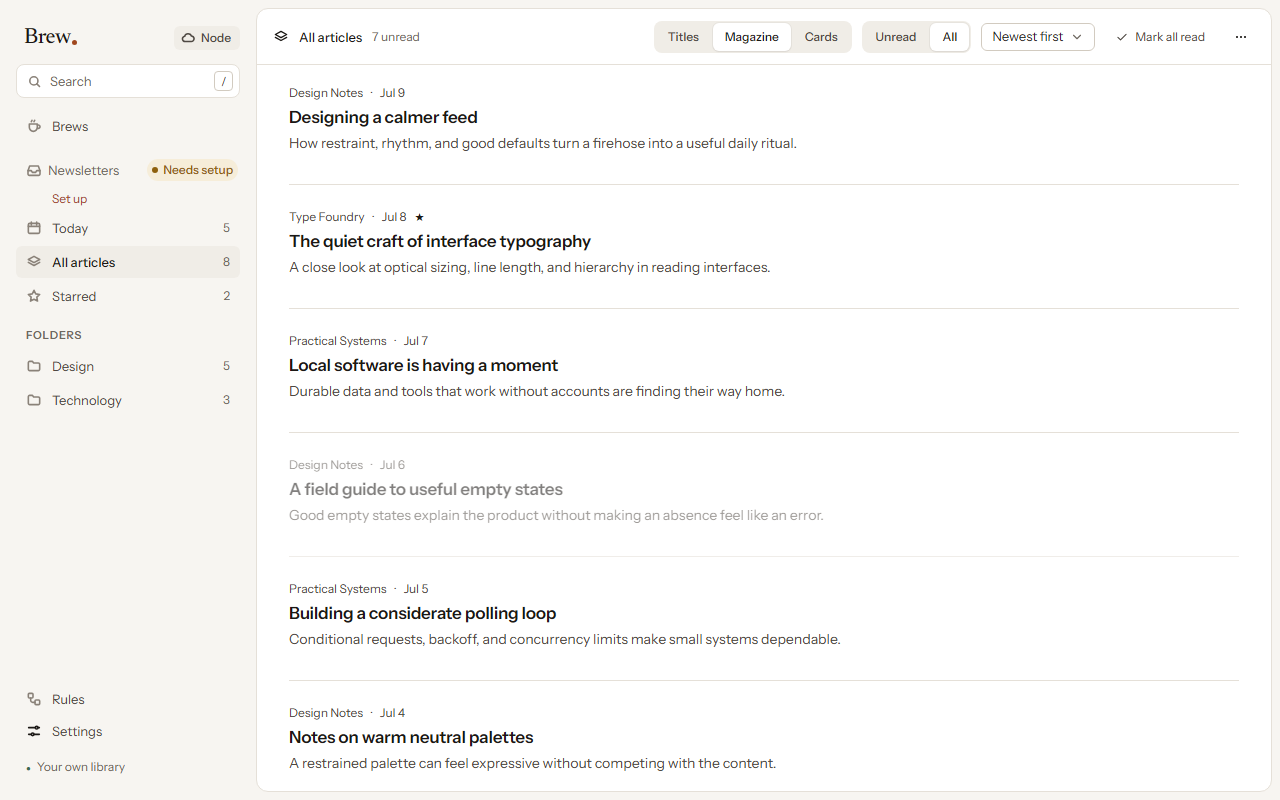 Brew.
Node
Search /
Brews
Newsletters Needs setup
Set up
Today 5
All articles 8
Starred 2
FOLDERS
Design 5
Technology 3
Rules
Settings
• Your own library
All articles 7 unread
Titles Magazine Cards
Unread All
Newest first
Mark all read
Design Notes · Jul 9
Designing a calmer feed
How restraint, rhythm, and good defaults turn a firehose into a useful daily ritual.
Type Foundry · Jul 8 ★
The quiet craft of interface typography
A close look at optical sizing, line length, and hierarchy in reading interfaces.
Practical Systems · Jul 7
Local software is having a moment
Durable data and tools that work without accounts are finding their way home.
Design Notes · Jul 6
A field guide to useful empty states
Good empty states explain the product without making an absence feel like an error.
Practical Systems · Jul 5
Building a considerate polling loop
Conditional requests, backoff, and concurrency limits make small systems dependable.
Design Notes · Jul 4
Notes on warm neutral palettes
A restrained palette can feel expressive without competing with the content.